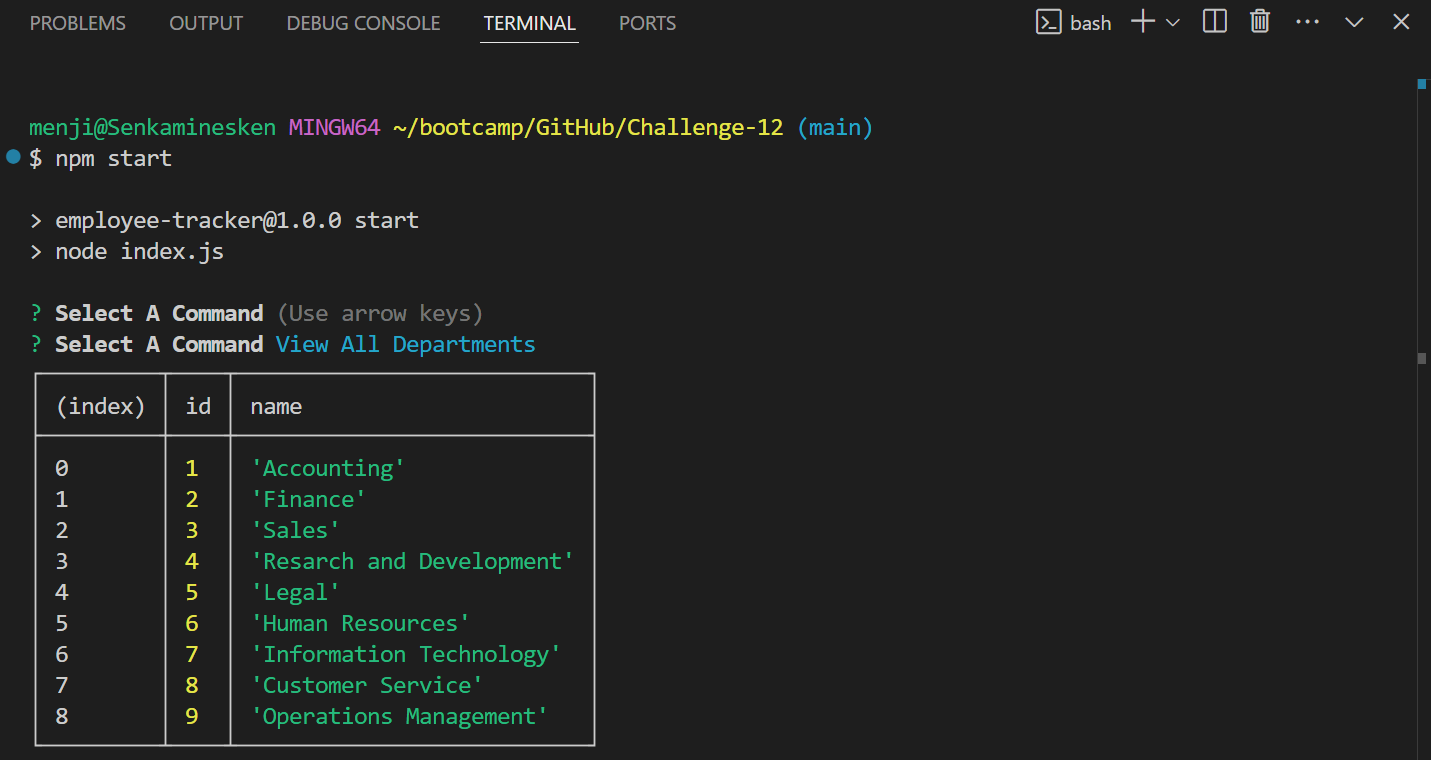 PROBLEMS OUTPUT DEBUG CONSOLE TERMINAL PORTS bash
menji@Senkaminesken MINGW64 ~/bootcamp/GitHub/Challenge-12 (main)
$ npm start
> employee-tracker@1.0.0 start
> node index.js
? Select A Command (Use arrow keys)
? Select A Command View All Departments
(index) id name
0 1 'Accounting'
1 2 'Finance'
2 3 'Sales'
3 4 'Resarch and Development'
4 5 'Legal'
5 6 'Human Resources'
6 7 'Information Technology'
7 8 'Customer Service'
8 9 'Operations Management'